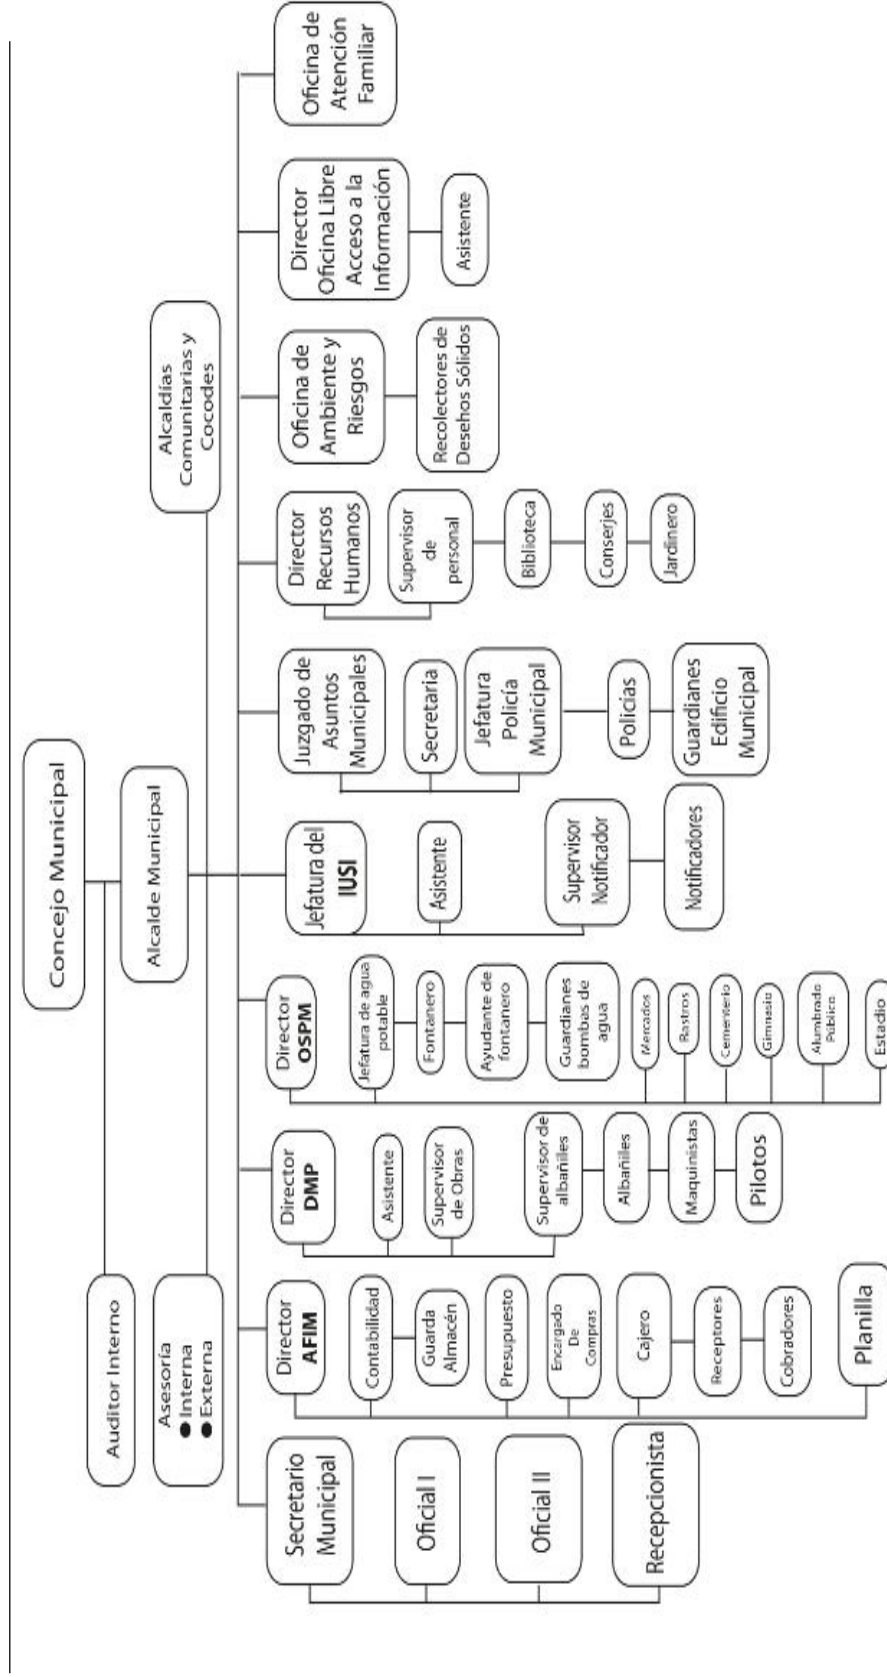 Concejo Municipal
Auditor Interno
Alcalde Municipal
Asesoría
● Interna
● Externa
Alcaldías
Comunitarias y
Cocodes
Secretario
Municipal
Oficial I
Oficial II
Recepcionista
Director
AFIM
Contabilidad
Guarda
Almacén
Presupuesto
Encargado
De
Compras
Cajero
Receptores
Cobradores
Planilla
Director
DMP
Asistente
Supervisor
de Obras
Supervisor de
albañiles
Albañiles
Maquinistas
Pilotos
Director
OSPM
Jefatura de agua
potable
Fontanero
Ayudante de
fontanero
Guardianes
bombas de
agua
Mercados
Rastros
Cementerio
Gimnasio
Alumbrado
Público
Estadio
Jefatura del
IUSI
Asistente
Supervisor
Notificador
Notificadores
Juzgado de
Asuntos
Municipales
Secretaria
Jefatura
Policía
Municipal
Policías
Guardianes
Edificio
Municipal
Director
Recursos
Humanos
Supervisor
de
personal
Biblioteca
Conserjes
Jardinero
Oficina de
Ambiente y
Riesgos
Recolectores de
Desehos Sólidos
Director
Oficina Libre
Acceso a la
Información
Asistente
Oficina de
Atención
Familiar